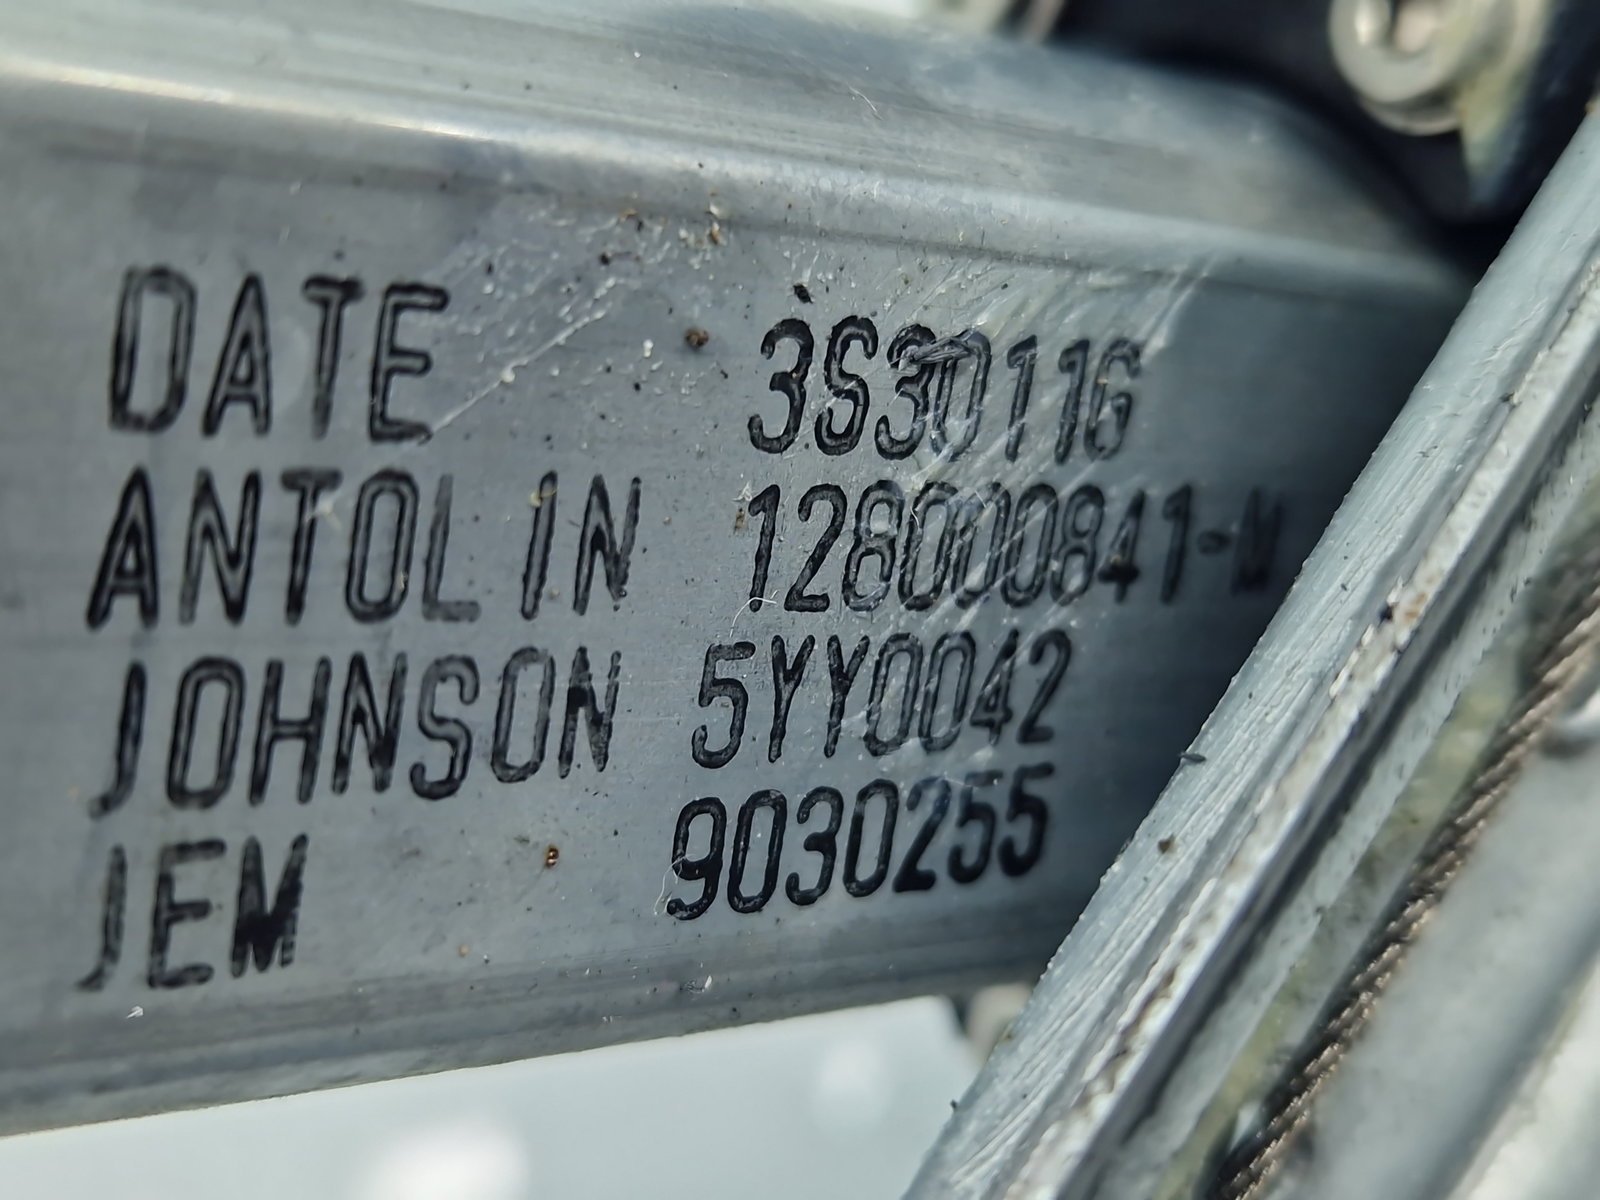 DATE 3S30116
ANTOLIN 128000841-M
JOHNSON 5YY0042
JEM 9030255